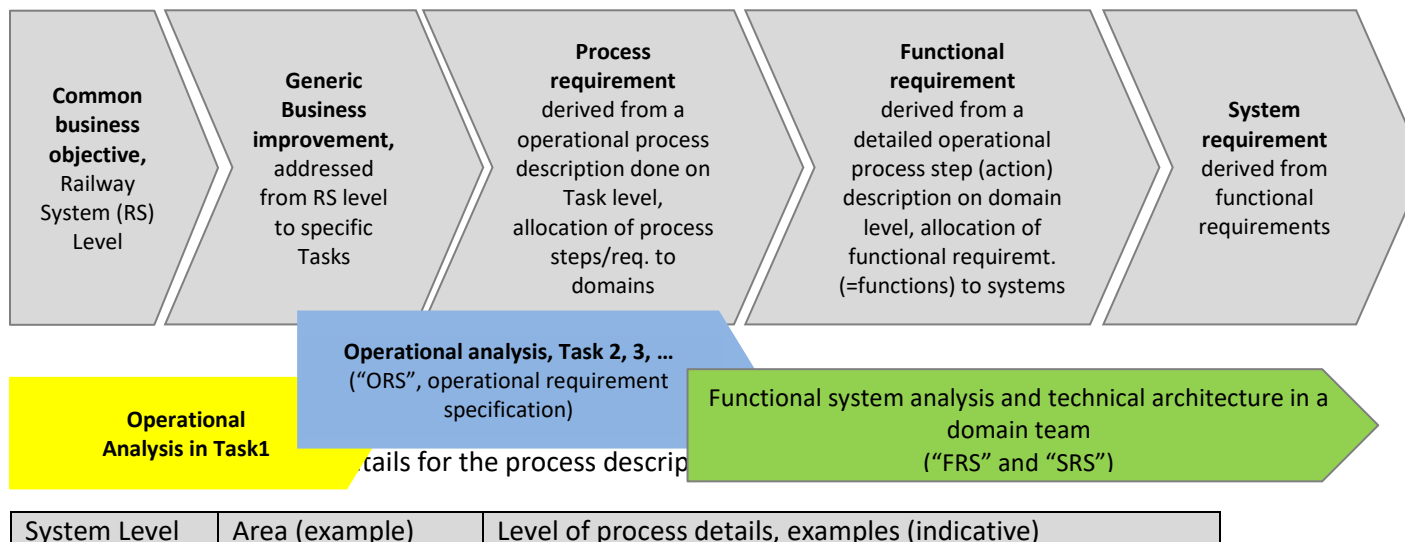 Common
business
objective,
Railway
System (RS)
Level
Generic
Business
improvement,
addressed
from RS level
to specific
Tasks
Process
requirement
derived from a
operational process
description done on
Task level,
allocation of process
steps/req. to
domains
Functional
requirement
derived from a
detailed operational
process step (action)
description on domain
level, allocation of
functional requiremt.
(=functions) to systems
System
requirement
derived from
functional
requirements
Operational analysis, Task 2, 3, …
(“ORS”, operational requirement
specification)
Operational
Analysis in Task1
Functional system analysis and technical architecture in a
domain team
(“FRS” and “SRS”)
tails for the process descrip
System Level Area (example) Level of process details, examples (indicative)